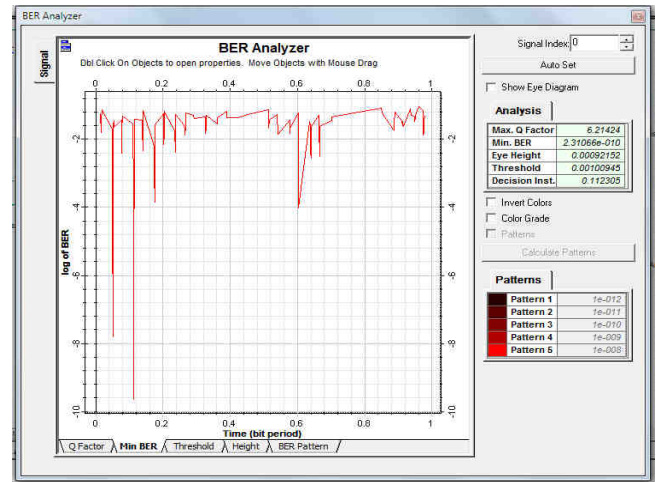 BER Analyzer
Signal
BER Analyzer
Dbl Click On Objects to open properties. Move Objects with Mouse Drag
0 0.2 0.4 0.6 0.8 1
-2 -4 -6 -8 -10
log of BER
-2 -4 -6 -8 -10
0 0.2 0.4 0.6 0.8 1
Time (bit period)
Q Factor Min BER Threshold Height BER Pattern
Signal Index: 0
Auto Set
Show Eye Diagram
Analysis
Max. Q Factor 6.21424
Min. BER 2.31066e-010
Eye Height 0.00092152
Threshold 0.00100945
Decision Inst. 0.112305
Invert Colors
Color Grade
Patterns
Calculate Patterns
Patterns
Pattern 1 1e-012
Pattern 2 1e-011
Pattern 3 1e-010
Pattern 4 1e-009
Pattern 5 1e-008